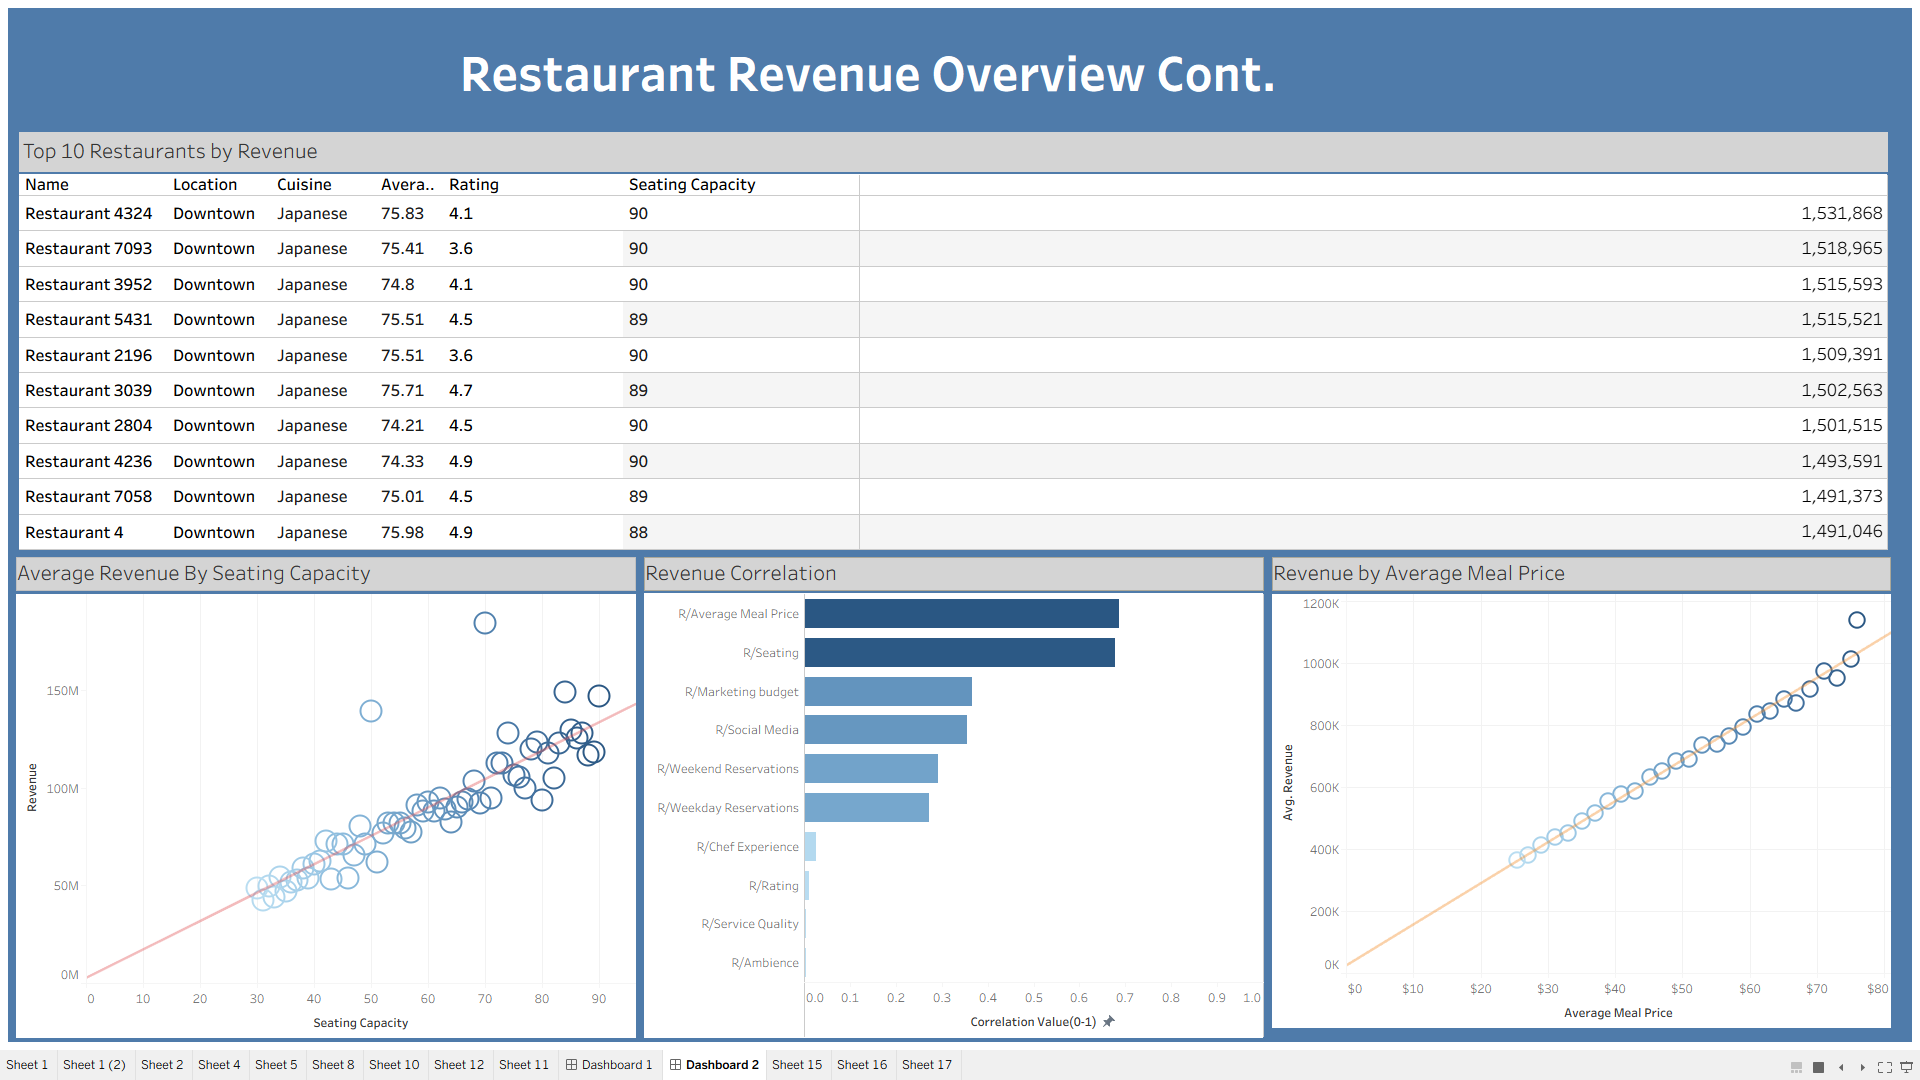 Restaurant Revenue Overview Cont.
Top 10 Restaurants by Revenue
Name Location Cuisine Avera.. Rating Seating Capacity
Restaurant 4324 Downtown Japanese 75.83 4.1 90 1,531,868
Restaurant 7093 Downtown Japanese 75.41 3.6 90 1,518,965
Restaurant 3952 Downtown Japanese 74.8 4.1 90 1,515,593
Restaurant 5431 Downtown Japanese 75.51 4.5 89 1,515,521
Restaurant 2196 Downtown Japanese 75.51 3.6 90 1,509,391
Restaurant 3039 Downtown Japanese 75.71 4.7 89 1,502,563
Restaurant 2804 Downtown Japanese 74.21 4.5 90 1,501,515
Restaurant 4236 Downtown Japanese 74.33 4.9 90 1,493,591
Restaurant 7058 Downtown Japanese 75.01 4.5 89 1,491,373
Restaurant 4 Downtown Japanese 75.98 4.9 88 1,491,046
Average Revenue By Seating Capacity
150M
100M
50M
0M
Revenue
0 10 20 30 40 50 60 70 80 90
Seating Capacity
Revenue Correlation
R/Average Meal Price
R/Seating
R/Marketing budget
R/Social Media
R/Weekend Reservations
R/Weekday Reservations
R/Chef Experience
R/Rating
R/Service Quality
R/Ambience
0.0 0.1 0.2 0.3 0.4 0.5 0.6 0.7 0.8 0.9 1.0
Correlation Value(0-1)
Revenue by Average Meal Price
1200K
1000K
800K
600K
400K
200K
0K
Avg. Revenue
$0 $10 $20 $30 $40 $50 $60 $70 $80
Average Meal Price
Sheet 1 Sheet 1 (2) Sheet 2 Sheet 4 Sheet 5 Sheet 8 Sheet 10 Sheet 12 Sheet 11 Dashboard 1 Dashboard 2 Sheet 15 Sheet 16 Sheet 17